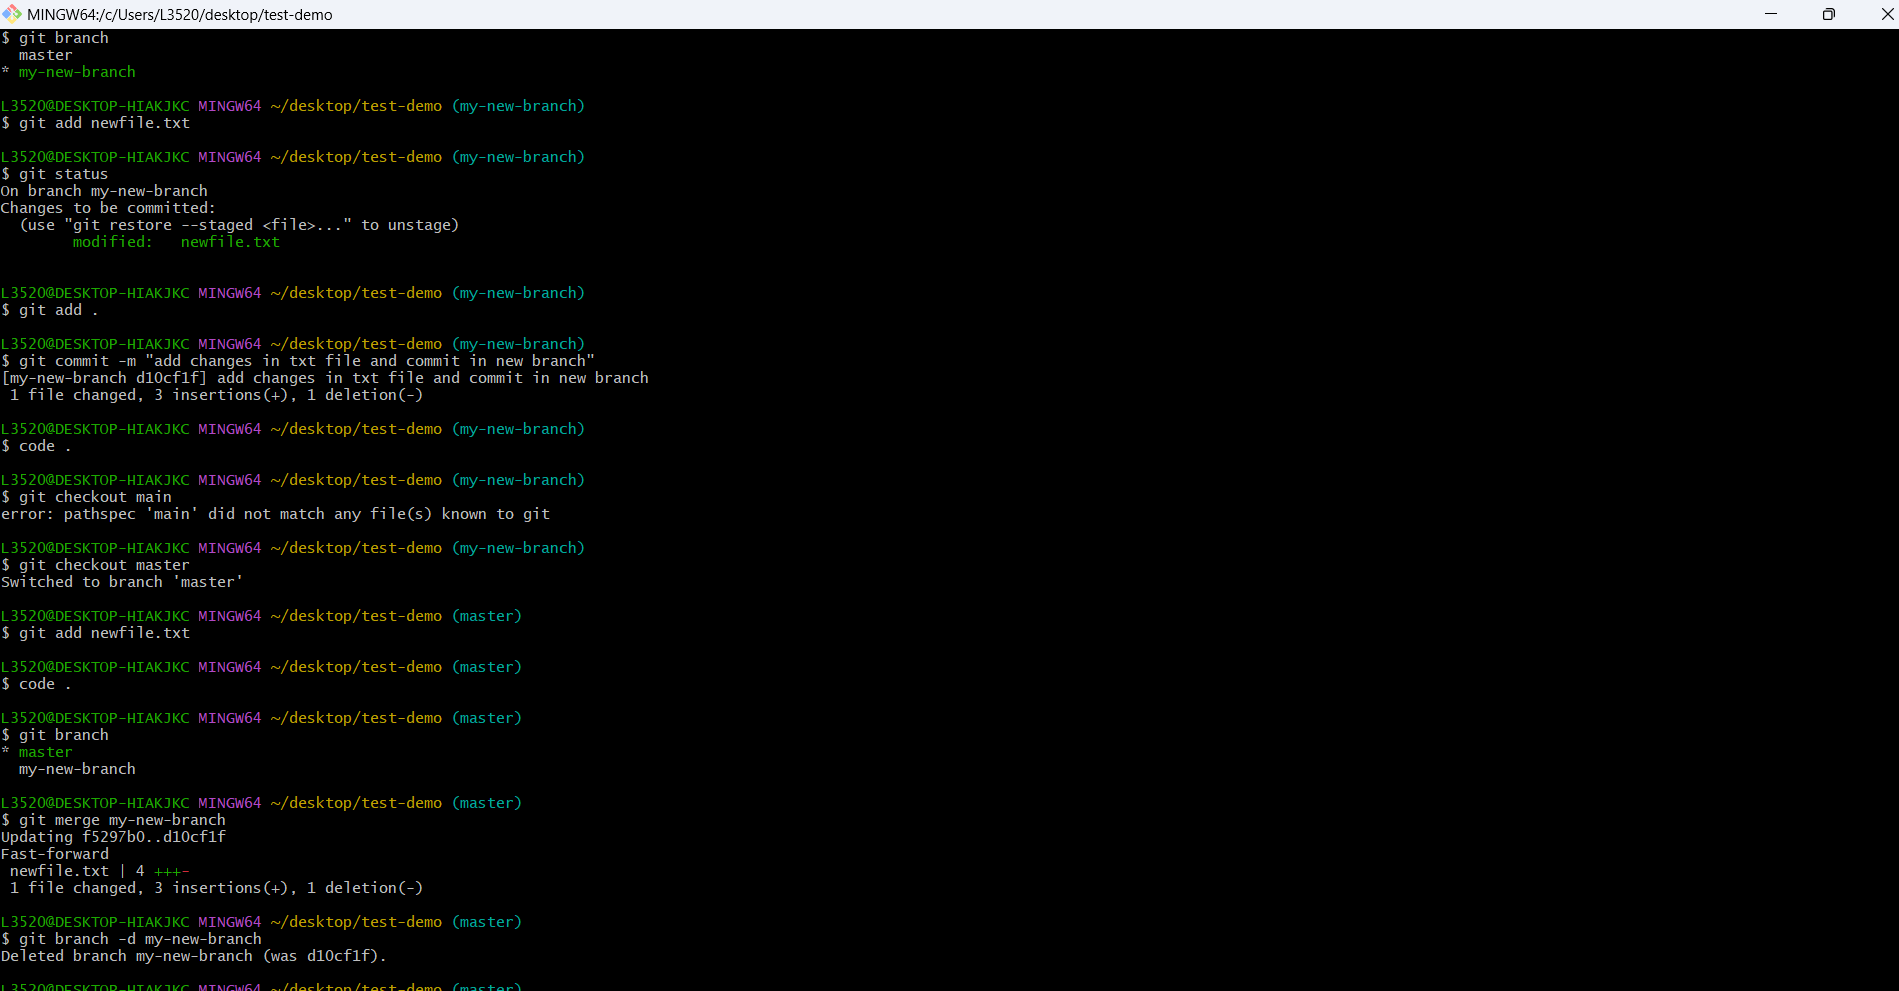 MINGW64:/c/Users/L3520/desktop/test-demo
$ git branch
  master
* my-new-branch
L3520@DESKTOP-HIAKJKC MINGW64 ~/desktop/test-demo (my-new-branch)
$ git add newfile.txt
L3520@DESKTOP-HIAKJKC MINGW64 ~/desktop/test-demo (my-new-branch)
$ git status
On branch my-new-branch
Changes to be committed:
  (use "git restore --staged <file>..." to unstage)
        modified:   newfile.txt
L3520@DESKTOP-HIAKJKC MINGW64 ~/desktop/test-demo (my-new-branch)
$ git add .
L3520@DESKTOP-HIAKJKC MINGW64 ~/desktop/test-demo (my-new-branch)
$ git commit -m "add changes in txt file and commit in new branch"
[my-new-branch d10cf1f] add changes in txt file and commit in new branch
 1 file changed, 3 insertions(+), 1 deletion(-)
L3520@DESKTOP-HIAKJKC MINGW64 ~/desktop/test-demo (my-new-branch)
$ code .
L3520@DESKTOP-HIAKJKC MINGW64 ~/desktop/test-demo (my-new-branch)
$ git checkout main
error: pathspec 'main' did not match any file(s) known to git
L3520@DESKTOP-HIAKJKC MINGW64 ~/desktop/test-demo (my-new-branch)
$ git checkout master
Switched to branch 'master'
L3520@DESKTOP-HIAKJKC MINGW64 ~/desktop/test-demo (master)
$ git add newfile.txt
L3520@DESKTOP-HIAKJKC MINGW64 ~/desktop/test-demo (master)
$ code .
L3520@DESKTOP-HIAKJKC MINGW64 ~/desktop/test-demo (master)
$ git branch
* master
  my-new-branch
L3520@DESKTOP-HIAKJKC MINGW64 ~/desktop/test-demo (master)
$ git merge my-new-branch
Updating f5297b0..d10cf1f
Fast-forward
 newfile.txt | 4 +++-
 1 file changed, 3 insertions(+), 1 deletion(-)
L3520@DESKTOP-HIAKJKC MINGW64 ~/desktop/test-demo (master)
$ git branch -d my-new-branch
Deleted branch my-new-branch (was d10cf1f).
L3520@DESKTOP-HIAKJKC MINGW64 ~/desktop/test-demo (master)